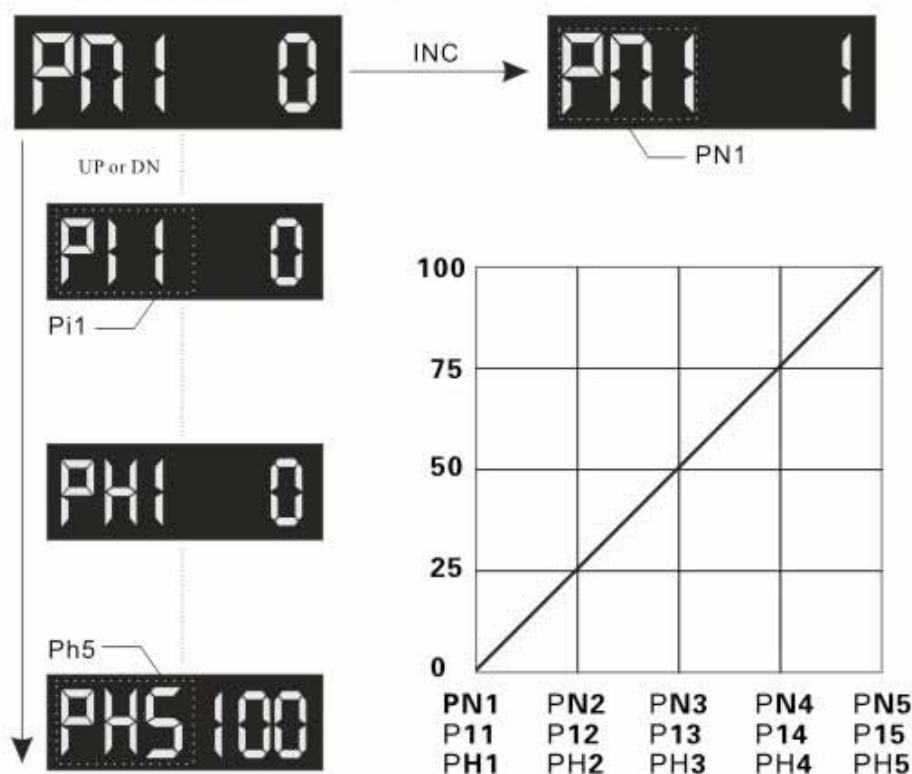 PN1 0
INC
PN1 1
PN1
UP or DN
PI1 0
Pi1
PH1 0
Ph5
PH5 100
100
75
50
25
0
PN1 PN2 PN3 PN4 PN5
P11 P12 P13 P14 P15
PH1 PH2 PH3 PH4 PH5